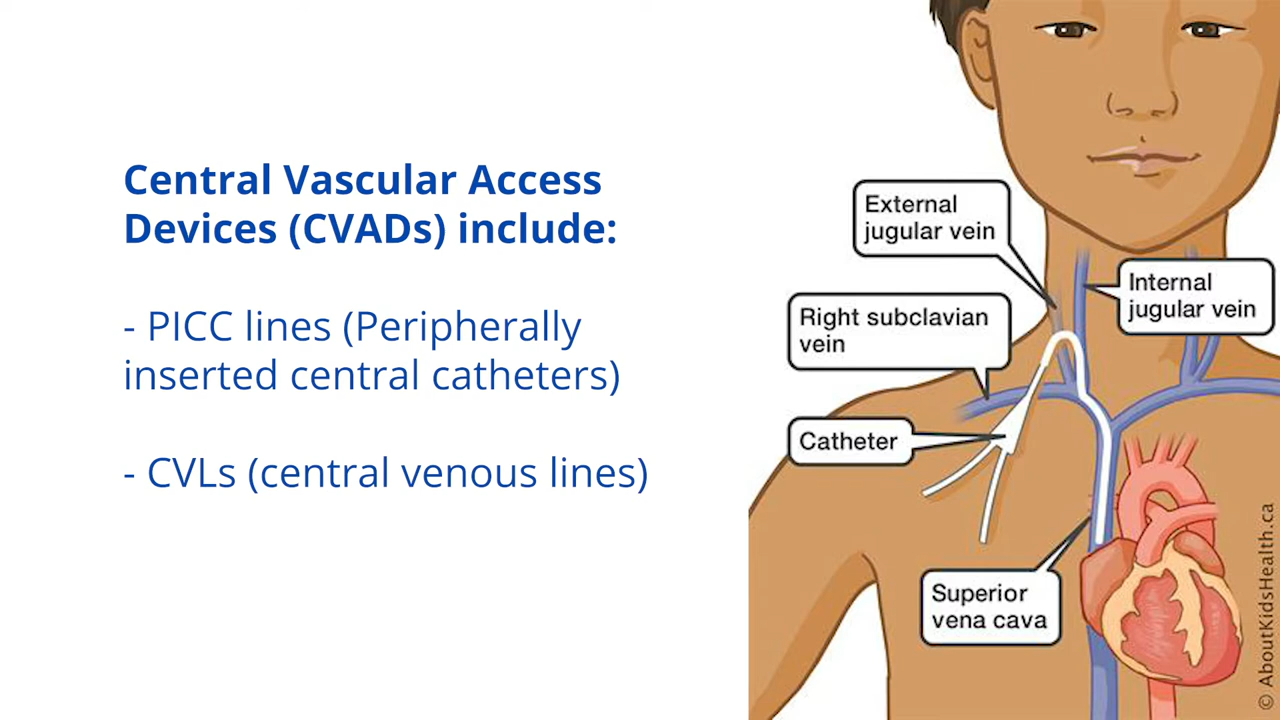 Central Vascular Access
Devices (CVADs) include:
- PICC lines (Peripherally
inserted central catheters)
- CVLs (central venous lines)
External
jugular vein
Internal
jugular vein
Right subclavian
vein
Catheter
Superior
vena cava
© AboutKidsHealth.ca